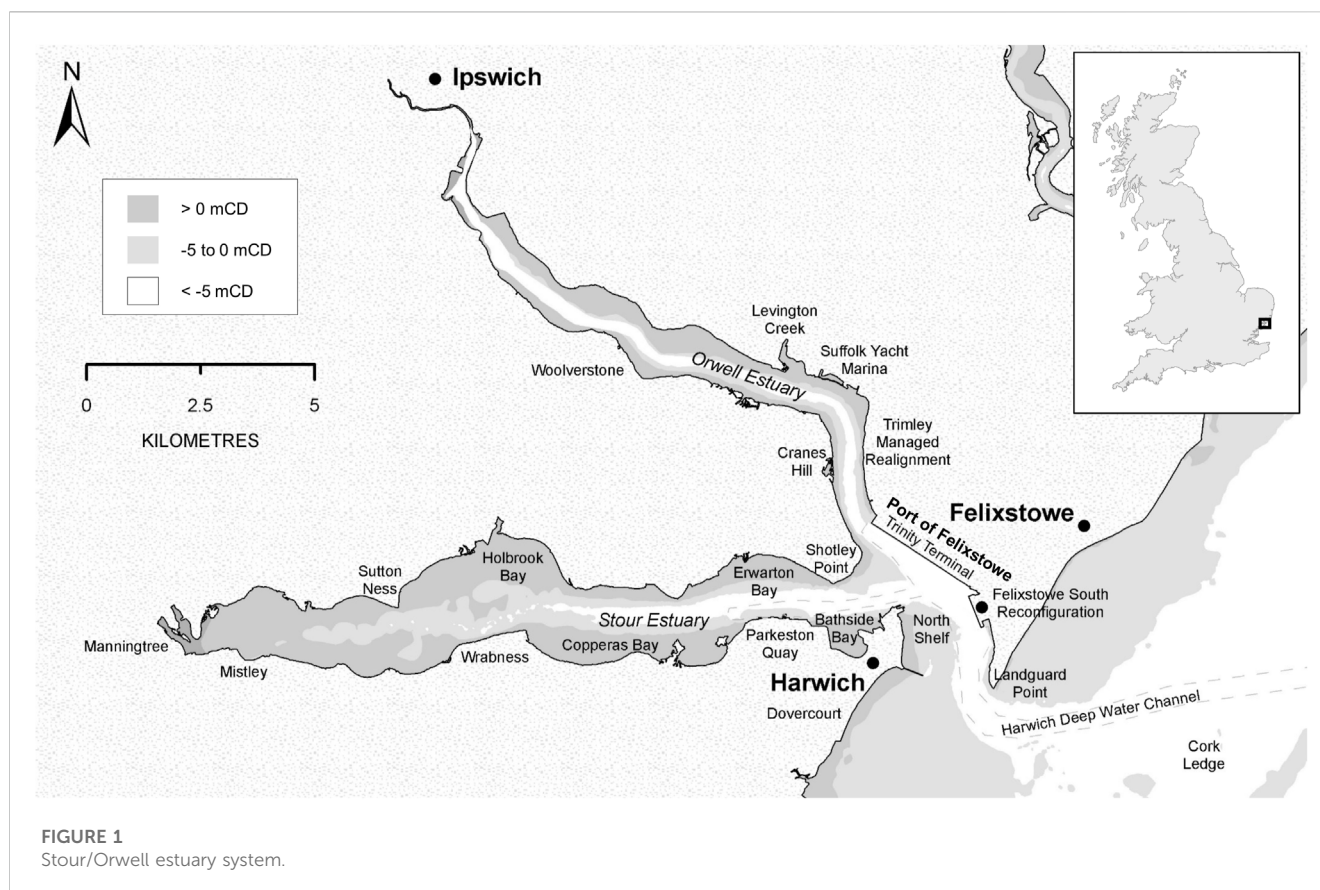 N
Ipswich
> 0 mCD
-5 to 0 mCD
< -5 mCD
0
2.5
5
KILOMETRES
Woolverstone
Orwell Estuary
Levington
Creek
Suffolk Yacht
Marina
Trimley
Managed
Realignment
Cranes
Hill
Felixstowe
Port of Felixstowe
Trinity Terminal
Felixstowe South
Reconfiguration
Shotley
Point
Erwarton
Bay
Holbrook
Bay
Sutton
Ness
Stour Estuary
Manningtree
Mistley
Wrabness
Copperas Bay
Parkeston
Quay
Bathside
Bay
North
Shelf
Harwich
Dovercourt
Landguard
Point
Harwich Deep Water Channel
Cork
Ledge
FIGURE 1
Stour/Orwell estuary system.